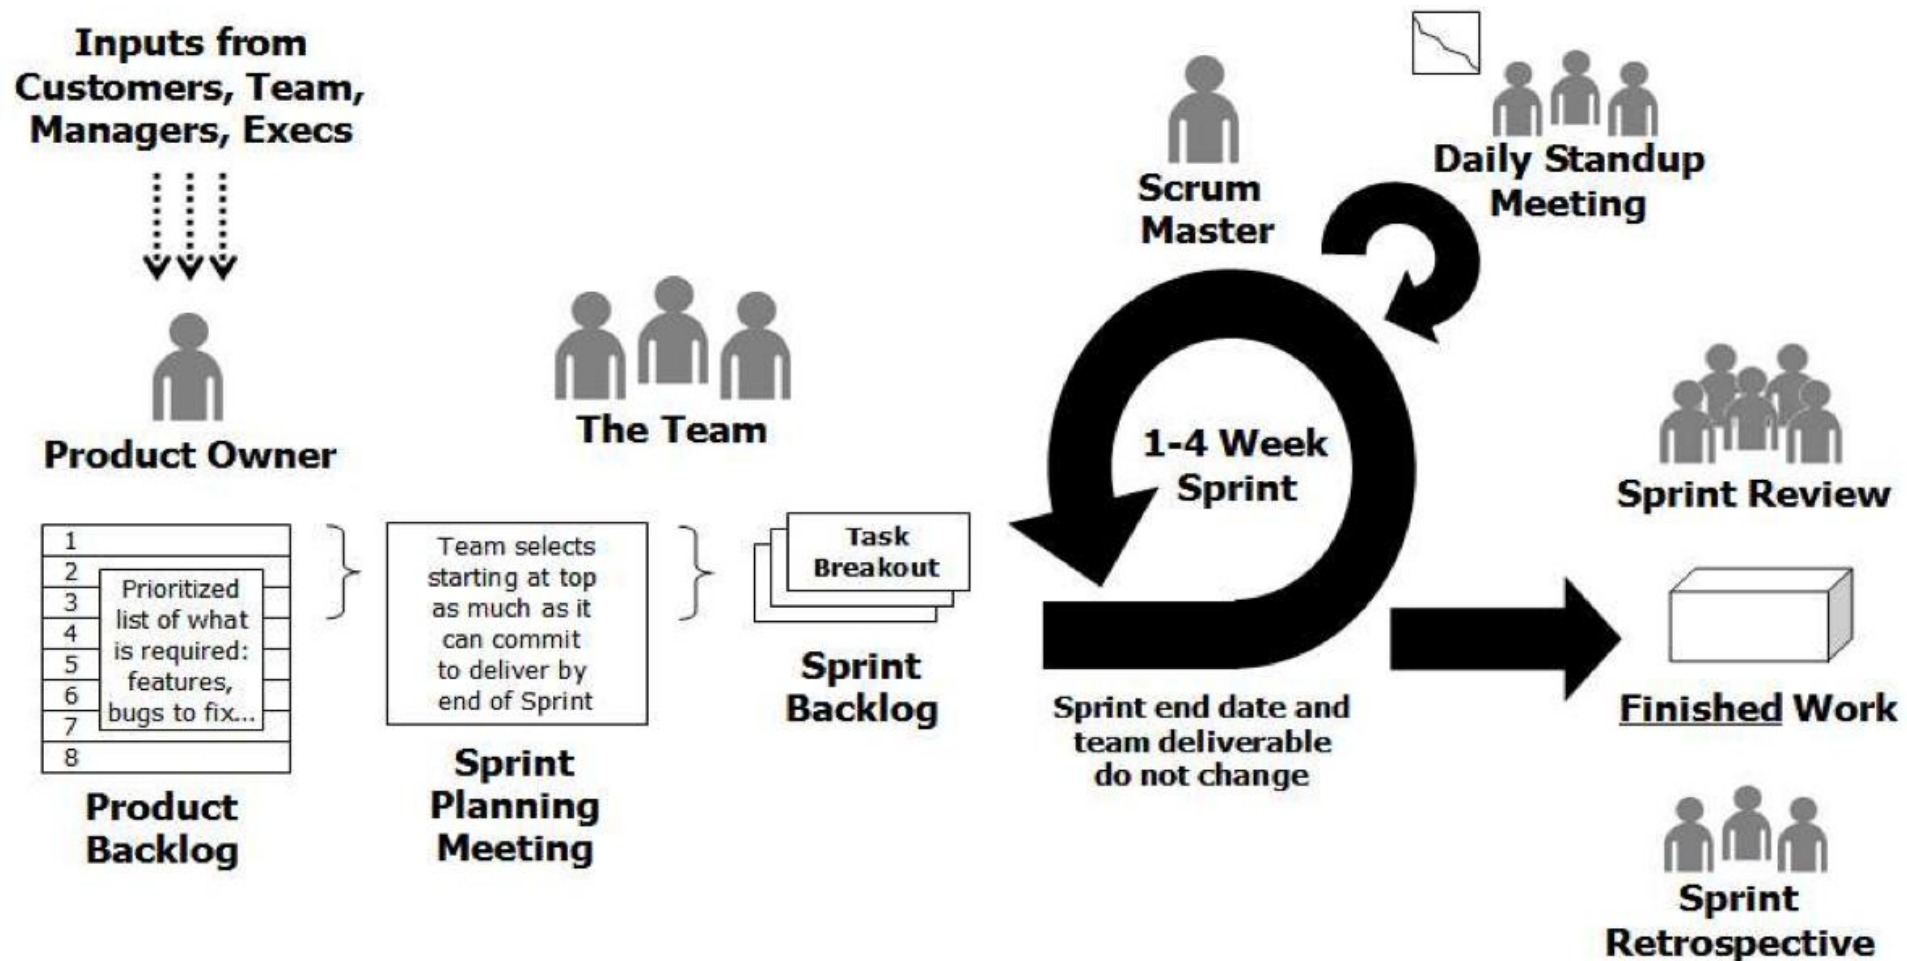 Inputs from
Customers, Team,
Managers, Execs
Product Owner
1
2
3
4
5
6
7
8
Prioritized
list of what
is required:
features,
bugs to fix...
Product
Backlog
The Team
Team selects
starting at top
as much as it
can commit
to deliver by
end of Sprint
Sprint
Planning
Meeting
Task
Breakout
Sprint
Backlog
Scrum
Master
Daily Standup
Meeting
1-4 Week
Sprint
Sprint end date and
team deliverable
do not change
Sprint Review
Finished Work
Sprint
Retrospective